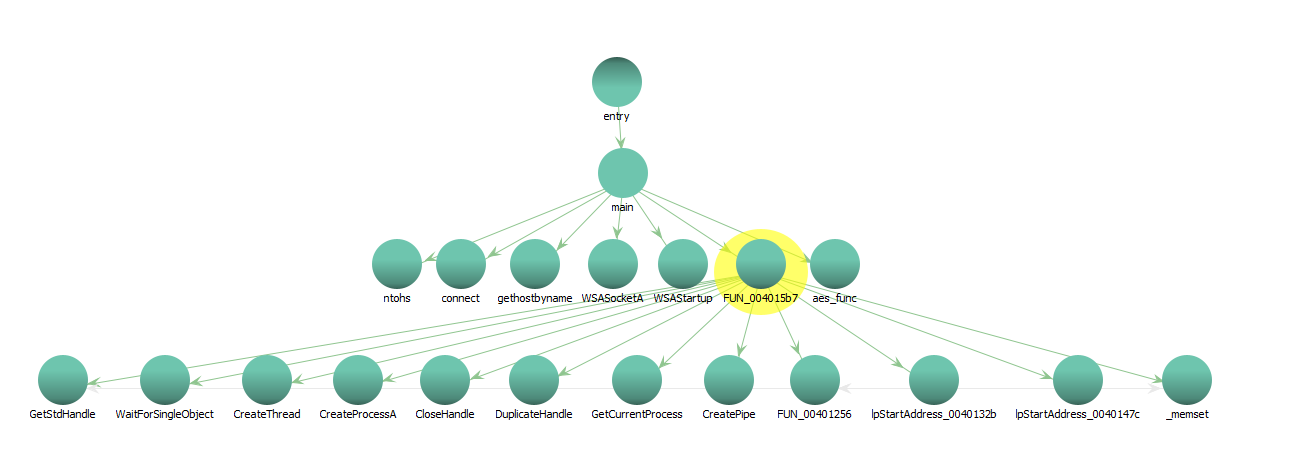 entry
main
ntohs
connect
gethostbyname
WSASocketA
WSAStartup
FUN_004015b7
aes_func
GetStdHandle
WaitForSingleObject
CreateThread
CreateProcessA
CloseHandle
DuplicateHandle
GetCurrentProcess
CreatePipe
FUN_00401256
lpStartAddress_0040132b
lpStartAddress_0040147c
_memset